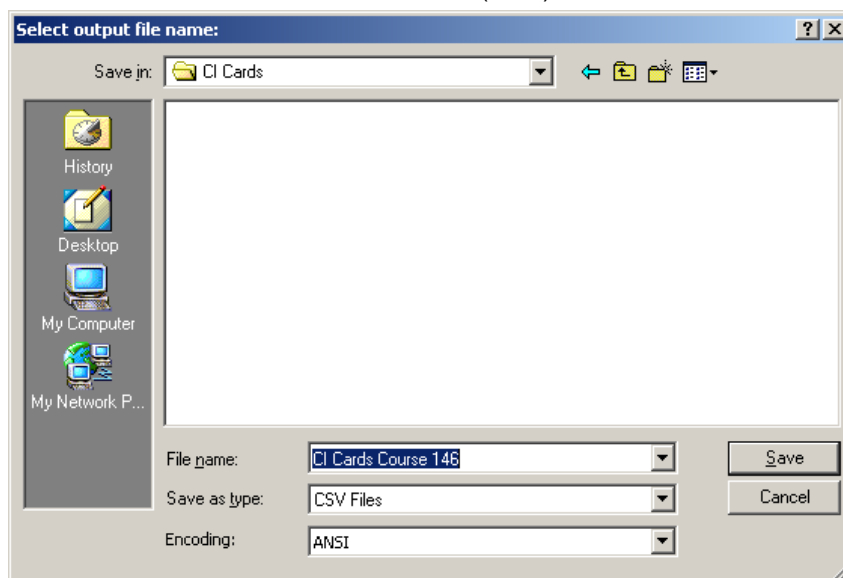 Select output file name:
Save in: CI Cards
History
Desktop
My Computer
My Network P...
File name: CI Cards Course 146
Save
Save as type: CSV Files
Cancel
Encoding: ANSI